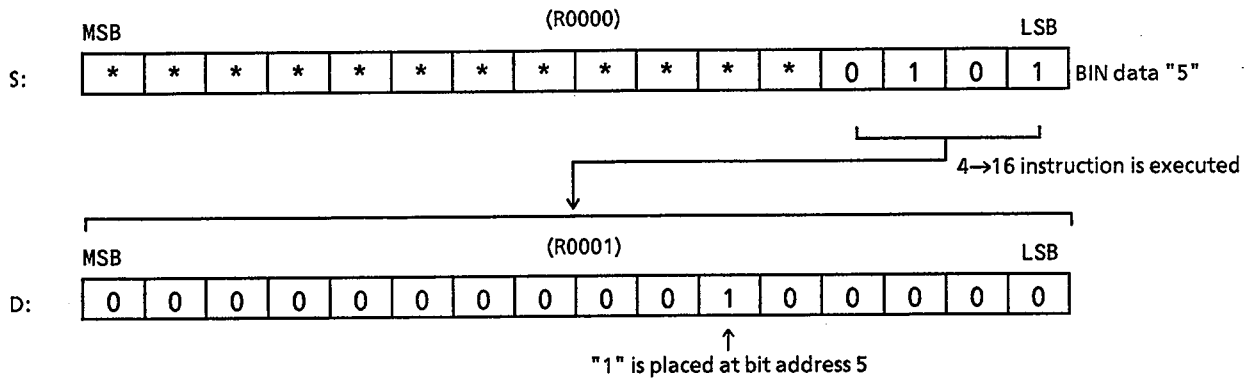 (R0000)
MSB LSB
S: * * * * * * * * * * * * 0 1 0 1 BIN data "5"
4→16 instruction is executed
(R0001)
MSB LSB
D: 0 0 0 0 0 0 0 0 0 0 1 0 0 0 0 0
↑
"1" is placed at bit address 5